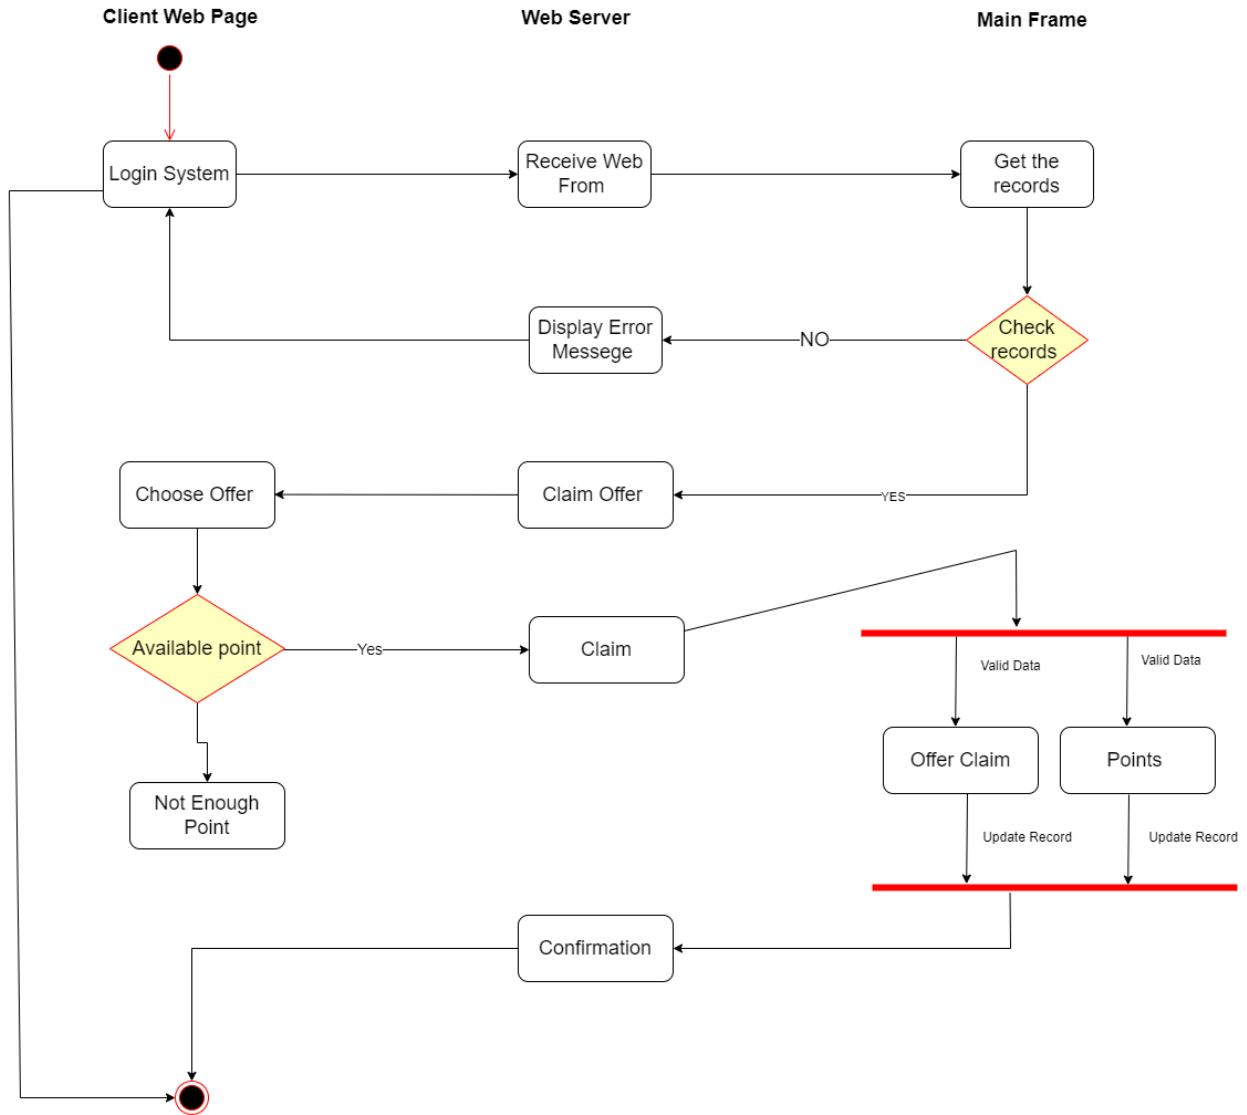 Client Web Page
Web Server
Main Frame
Login System
Receive Web
From
Get the
records
Display Error
Messege
NO
Check
records
Choose Offer
Claim Offer
YES
Available point
Yes
Claim
Valid Data
Valid Data
Offer Claim
Points
Not Enough
Point
Update Record
Update Record
Confirmation